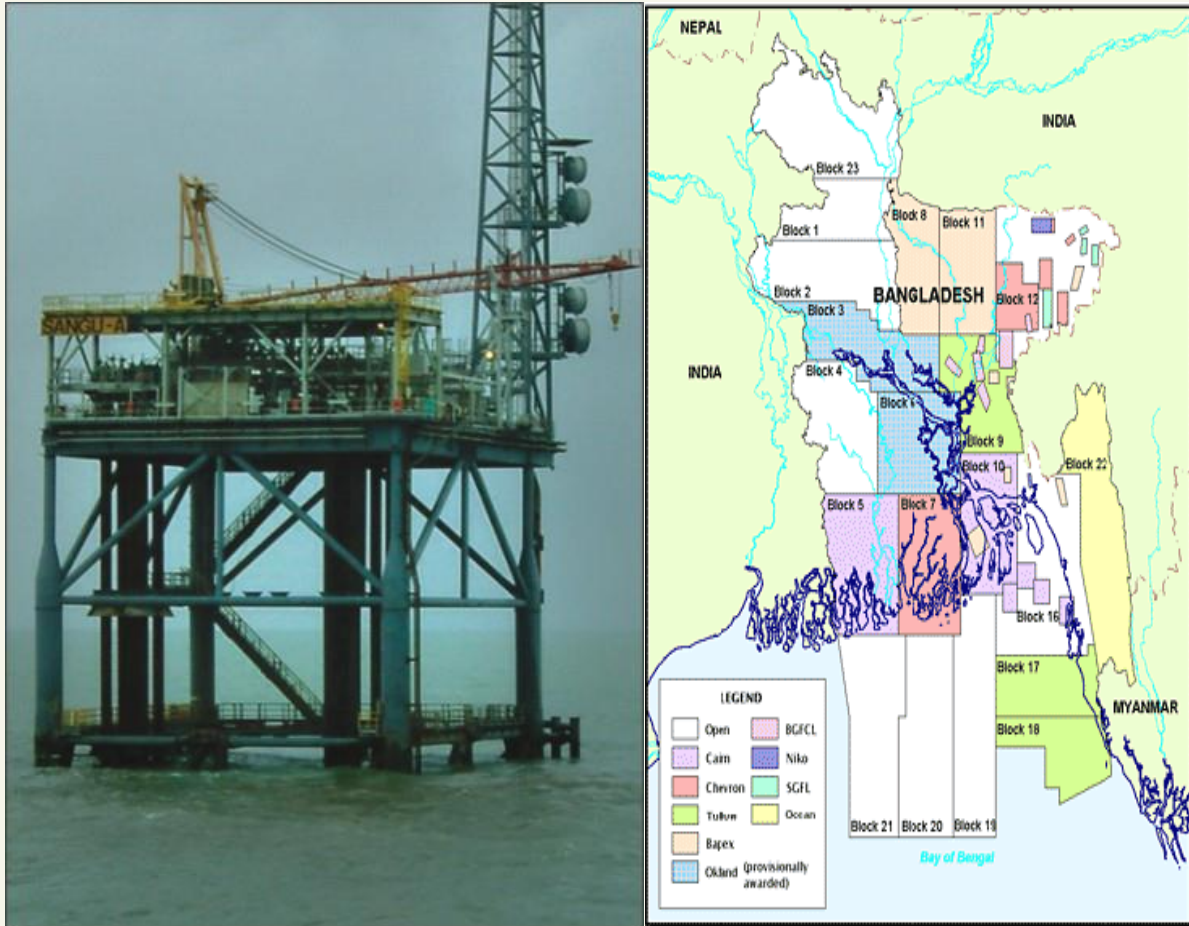 SANGU-A
NEPAL
INDIA
Block 23
Block 8
Block 11
Block 1
Block 2
BANGLADESH
Block 12
Block 3
INDIA
Block 4
Block 6
Block 9
Block 10
Block 22
Block 5
Block 7
Block 16
Block 17
MYANMAR
Block 18
LEGEND
Open
BGFCL
Cairn
Niko
Chevron
SGFL
Tullow
Ocean
Bapex
Okland (provisionally
awarded)
Block 21
Block 20
Block 19
Bay of Bengal